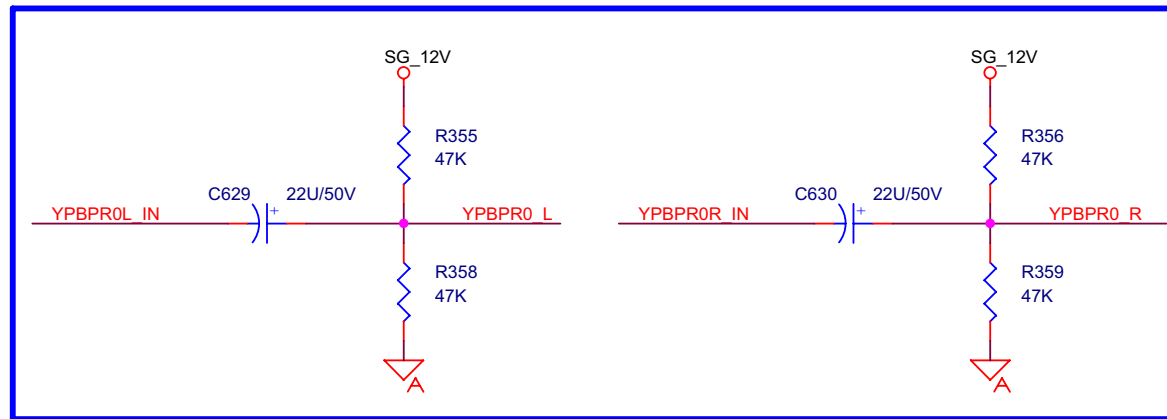 SG_12V SG_12V
R355 R356
47K 47K
C629 + 22U/50V C630 + 22U/50V
YPBPR0L_IN YPBPR0_L YPBPR0R_IN YPBPR0_R
R358 R359
47K 47K
A A